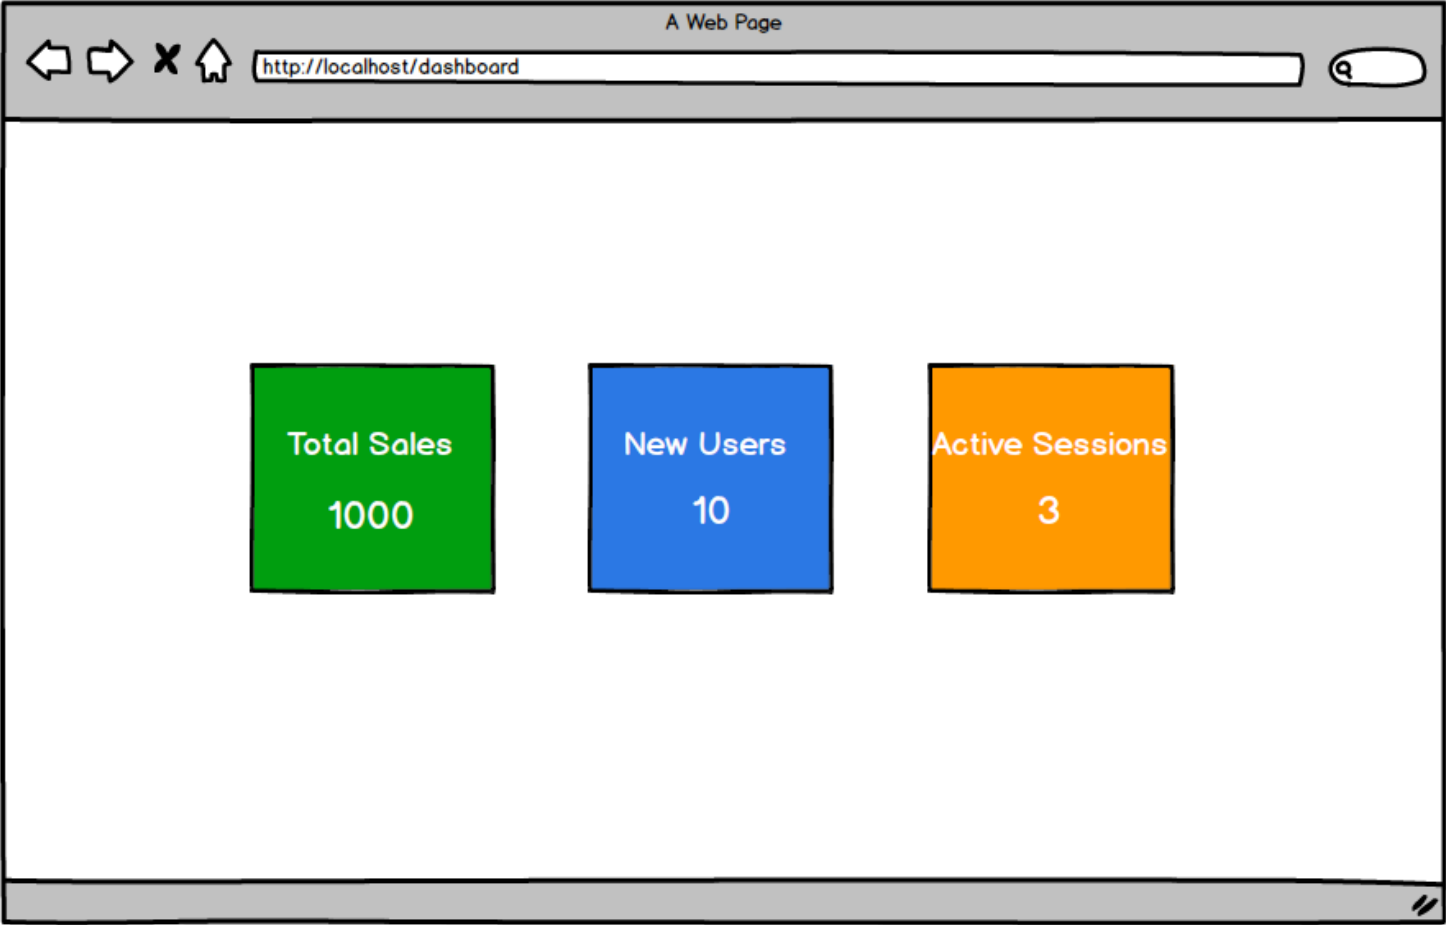 A Web Page
http://localhost/dashboard
Total Sales
1000
New Users
10
Active Sessions
3